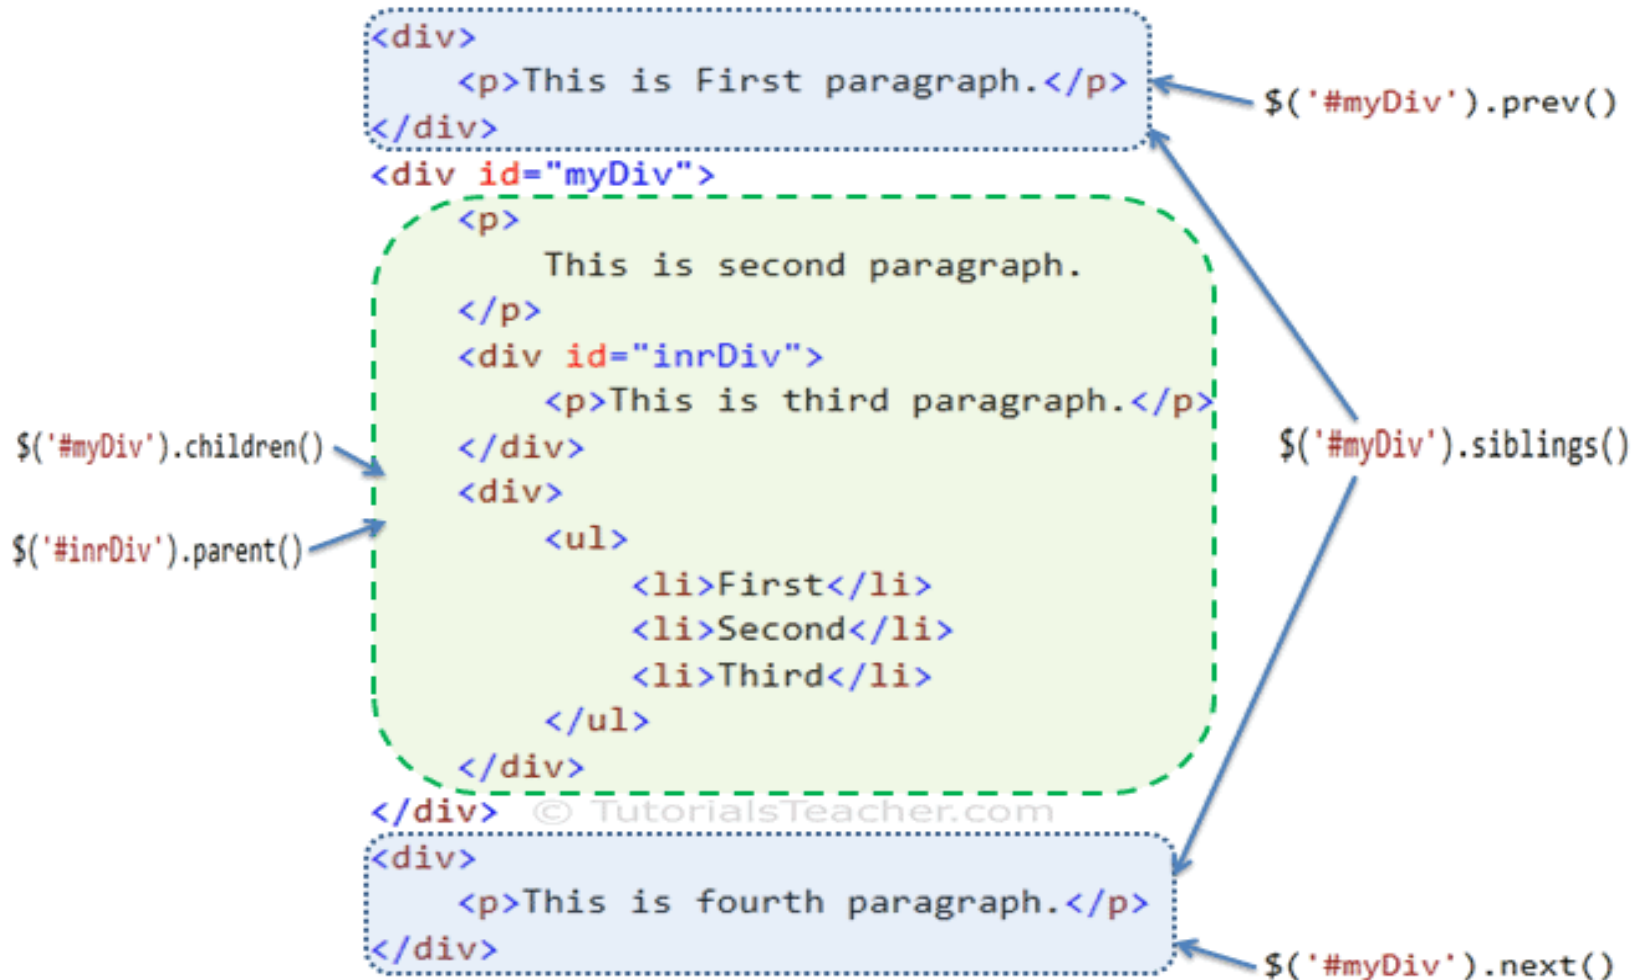 <div>
<p>This is First paragraph.</p>
$('#myDiv').prev()
</div>
<div id="myDiv">
<p>
This is second paragraph.
</p>
<div id="inrDiv">
<p>This is third paragraph.</p>
$('#myDiv').children()
</div>
$('#myDiv').siblings()
<div>
$('#inrDiv').parent()
<ul>
<li>First</li>
<li>Second</li>
<li>Third</li>
</ul>
</div>
</div>
© TutorialsTeacher.com
<div>
<p>This is fourth paragraph.</p>
</div>
$('#myDiv').next()